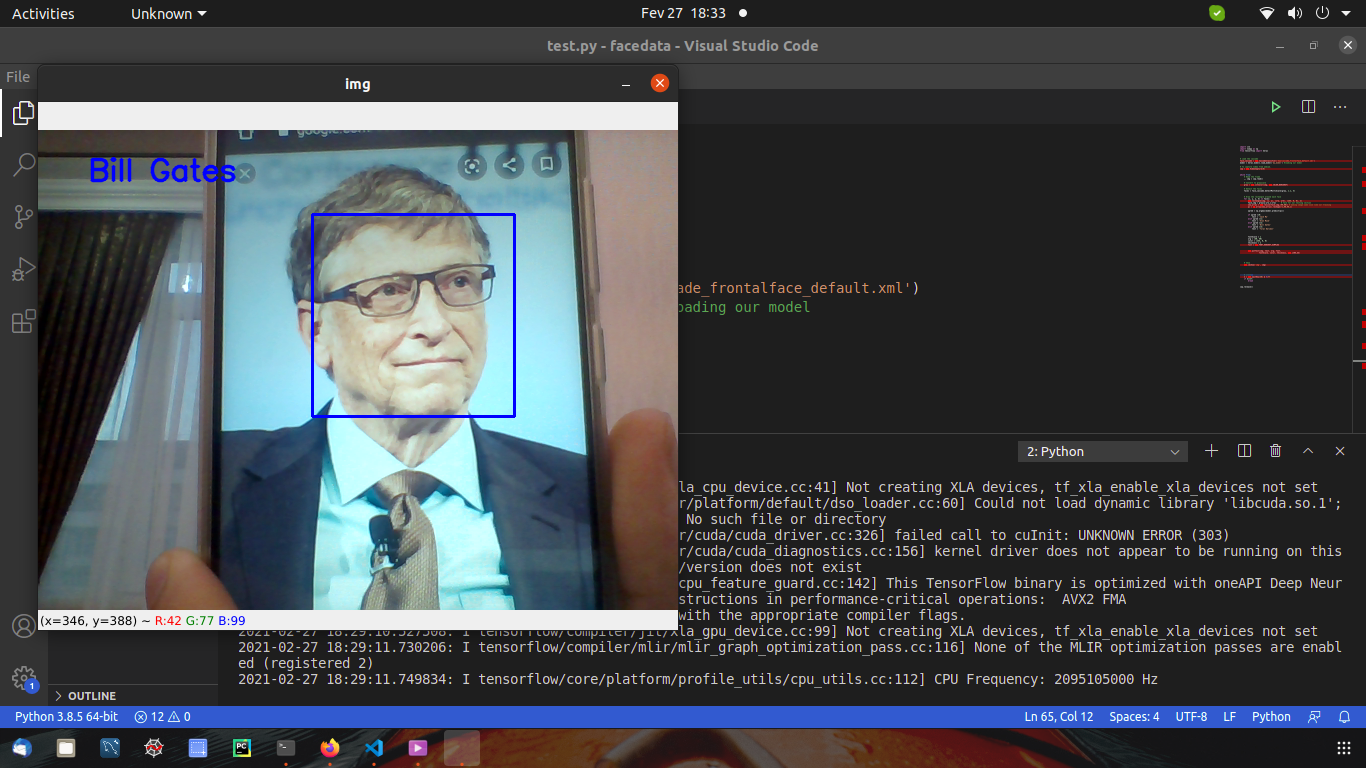 Activities
Unknown
Fev 27 18:33
test.py - facedata - Visual Studio Code
File
img
google.com
Bill Gates
ade_frontalface_default.xml')
oading our model
2: Python
la_cpu_device.cc:41] Not creating XLA devices, tf_xla_enable_xla_devices not set
r/platform/default/dso_loader.cc:60] Could not load dynamic library 'libcuda.so.1';
No such file or directory
r/cuda/cuda_driver.cc:326] failed call to cuInit: UNKNOWN ERROR (303)
r/cuda/cuda_diagnostics.cc:156] kernel driver does not appear to be running on this
/version does not exist
cpu_feature_guard.cc:142] This TensorFlow binary is optimized with oneAPI Deep Neur
structions in performance-critical operations:  AVX2 FMA
with the appropriate compiler flags.
(x=346, y=388) ~ R:42 G:77 B:99
2021-02-27 18:29:10.527508: I tensorflow/compiler/jit/xla_gpu_device.cc:99] Not creating XLA devices, tf_xla_enable_xla_devices not set
2021-02-27 18:29:11.730206: I tensorflow/compiler/mlir/mlir_graph_optimization_pass.cc:116] None of the MLIR optimization passes are enabl
ed (registered 2)
2021-02-27 18:29:11.749834: I tensorflow/core/platform/profile_utils/cpu_utils.cc:112] CPU Frequency: 2095105000 Hz
1
OUTLINE
Python 3.8.5 64-bit
12
0
Ln 65, Col 12
Spaces: 4
UTF-8
LF
Python
PC